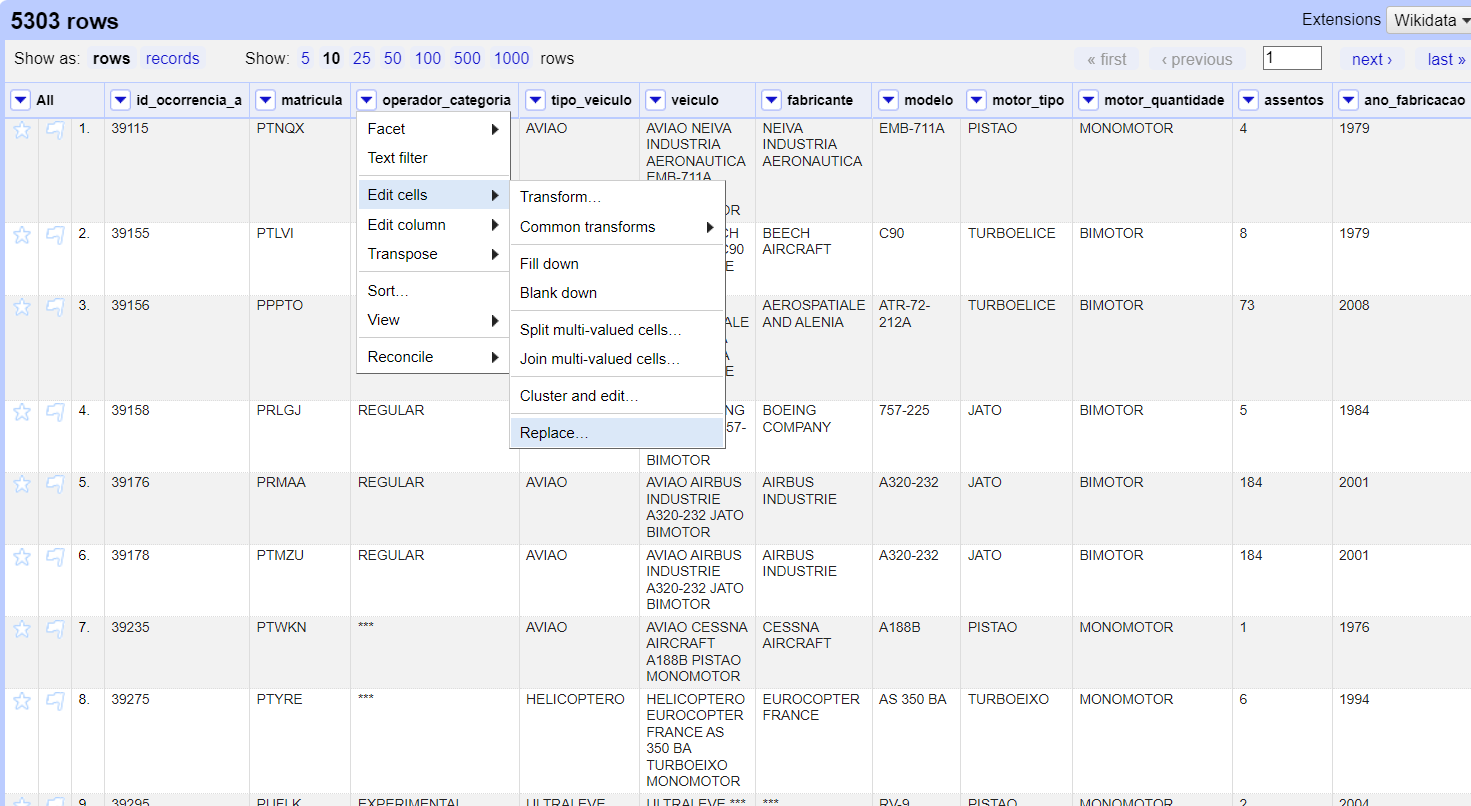 5303 rows
Extensions Wikidata
Show as: rows records Show: 5 10 25 50 100 500 1000 rows « first ‹ previous 1 next › last »
All id_ocorrencia_a matricula operador_categoria tipo_veiculo veiculo fabricante modelo motor_tipo motor_quantidade assentos ano_fabricacao
1. 39115 PTNQX AVIAO AVIAO NEIVA NEIVA EMB-711A PISTAO MONOMOTOR 4 1979
INDUSTRIA INDUSTRIA
AERONAUTICA AERONAUTICA
EMB-711A
OR
Facet
Text filter
Edit cells
Edit column
Transpose
Sort…
View
Reconcile
Transform…
Common transforms
Fill down
Blank down
Split multi-valued cells…
Join multi-valued cells…
Cluster and edit…
Replace…
2. 39155 PTLVI CH BEECH C90 TURBOELICE BIMOTOR 8 1979
C90 AIRCRAFT
E
3. 39156 PPPTO AEROSPATIALE ATR-72- TURBOELICE BIMOTOR 73 2008
ALE AND ALENIA 212A
A
E
4. 39158 PRLGJ REGULAR NG BOEING 757-225 JATO BIMOTOR 5 1984
57- COMPANY
BIMOTOR
5. 39176 PRMAA REGULAR AVIAO AVIAO AIRBUS AIRBUS A320-232 JATO BIMOTOR 184 2001
INDUSTRIE INDUSTRIE
A320-232 JATO
BIMOTOR
6. 39178 PTMZU REGULAR AVIAO AVIAO AIRBUS AIRBUS A320-232 JATO BIMOTOR 184 2001
INDUSTRIE INDUSTRIE
A320-232 JATO
BIMOTOR
7. 39235 PTWKN *** AVIAO AVIAO CESSNA CESSNA A188B PISTAO MONOMOTOR 1 1976
AIRCRAFT AIRCRAFT
A188B PISTAO
MONOMOTOR
8. 39275 PTYRE *** HELICOPTERO HELICOPTERO EUROCOPTER AS 350 BA TURBOEIXO MONOMOTOR 6 1994
EUROCOPTER FRANCE
FRANCE AS
350 BA
TURBOEIXO
MONOMOTOR
9. 39295 PUFLK EXPERIMENTAL ULTRALEVE ULTRALEVE *** *** RV-9 PISTAO MONOMOTOR 2 2004